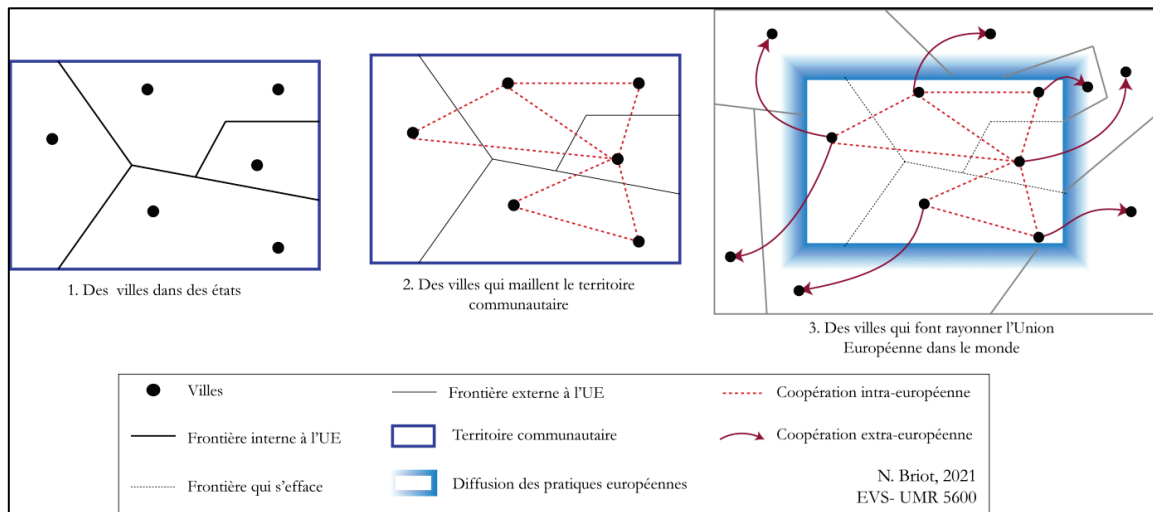 1. Des villes dans des états
2. Des villes qui maillent le territoire
communautaire
3. Des villes qui font rayonner l'Union
Européenne dans le monde
Villes
Frontière externe à l'UE
Coopération intra-européenne
Frontière interne à l'UE
Territoire communautaire
Coopération extra-européenne
Frontière qui s'efface
Diffusion des pratiques européennes
N. Briot, 2021
EVS- UMR 5600